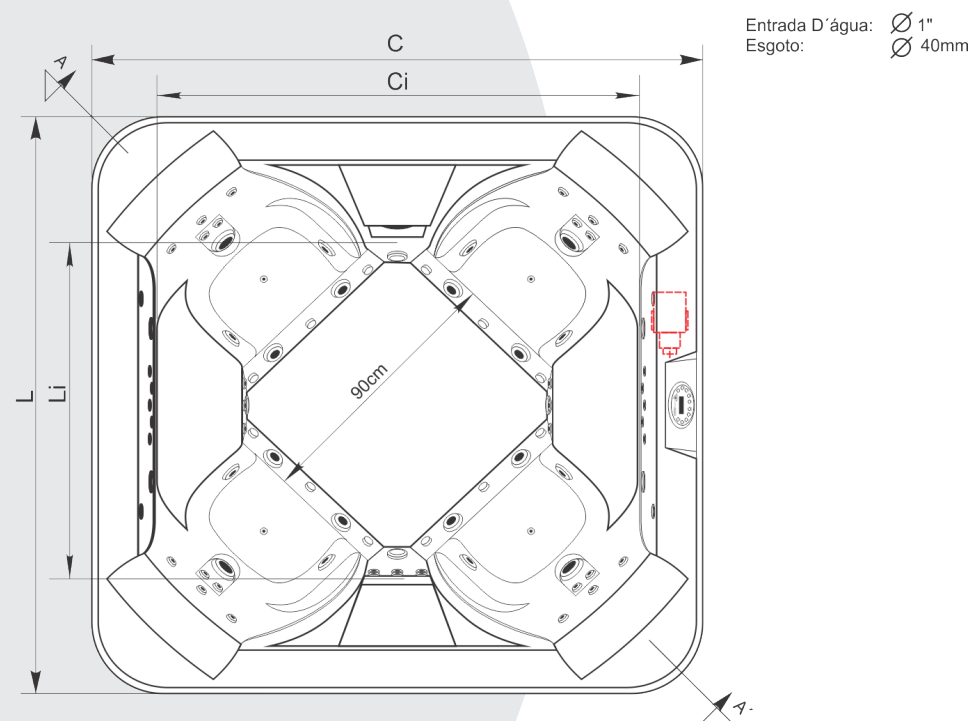 Entrada D´água: Ø 1"
Esgoto: Ø 40mm
C
A
Ci
L
Li
90cm
A